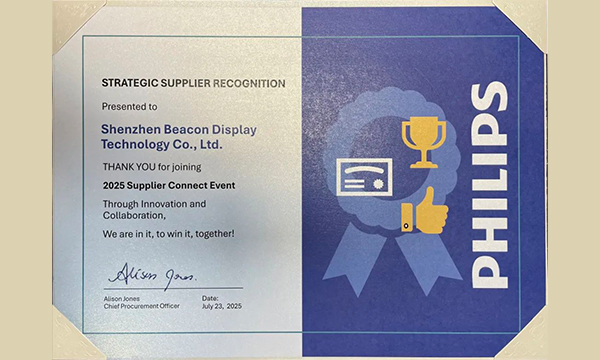 STRATEGIC SUPPLIER RECOGNITION
Presented to
Shenzhen Beacon Display
Technology Co., Ltd.
THANK YOU for joining
2025 Supplier Connect Event
Through Innovation and
Collaboration,
We are in it, to win it, together!
Alison Jones.
Alison Jones
Chief Procurement Officer
Date:
July 23, 2025
PHILIPS